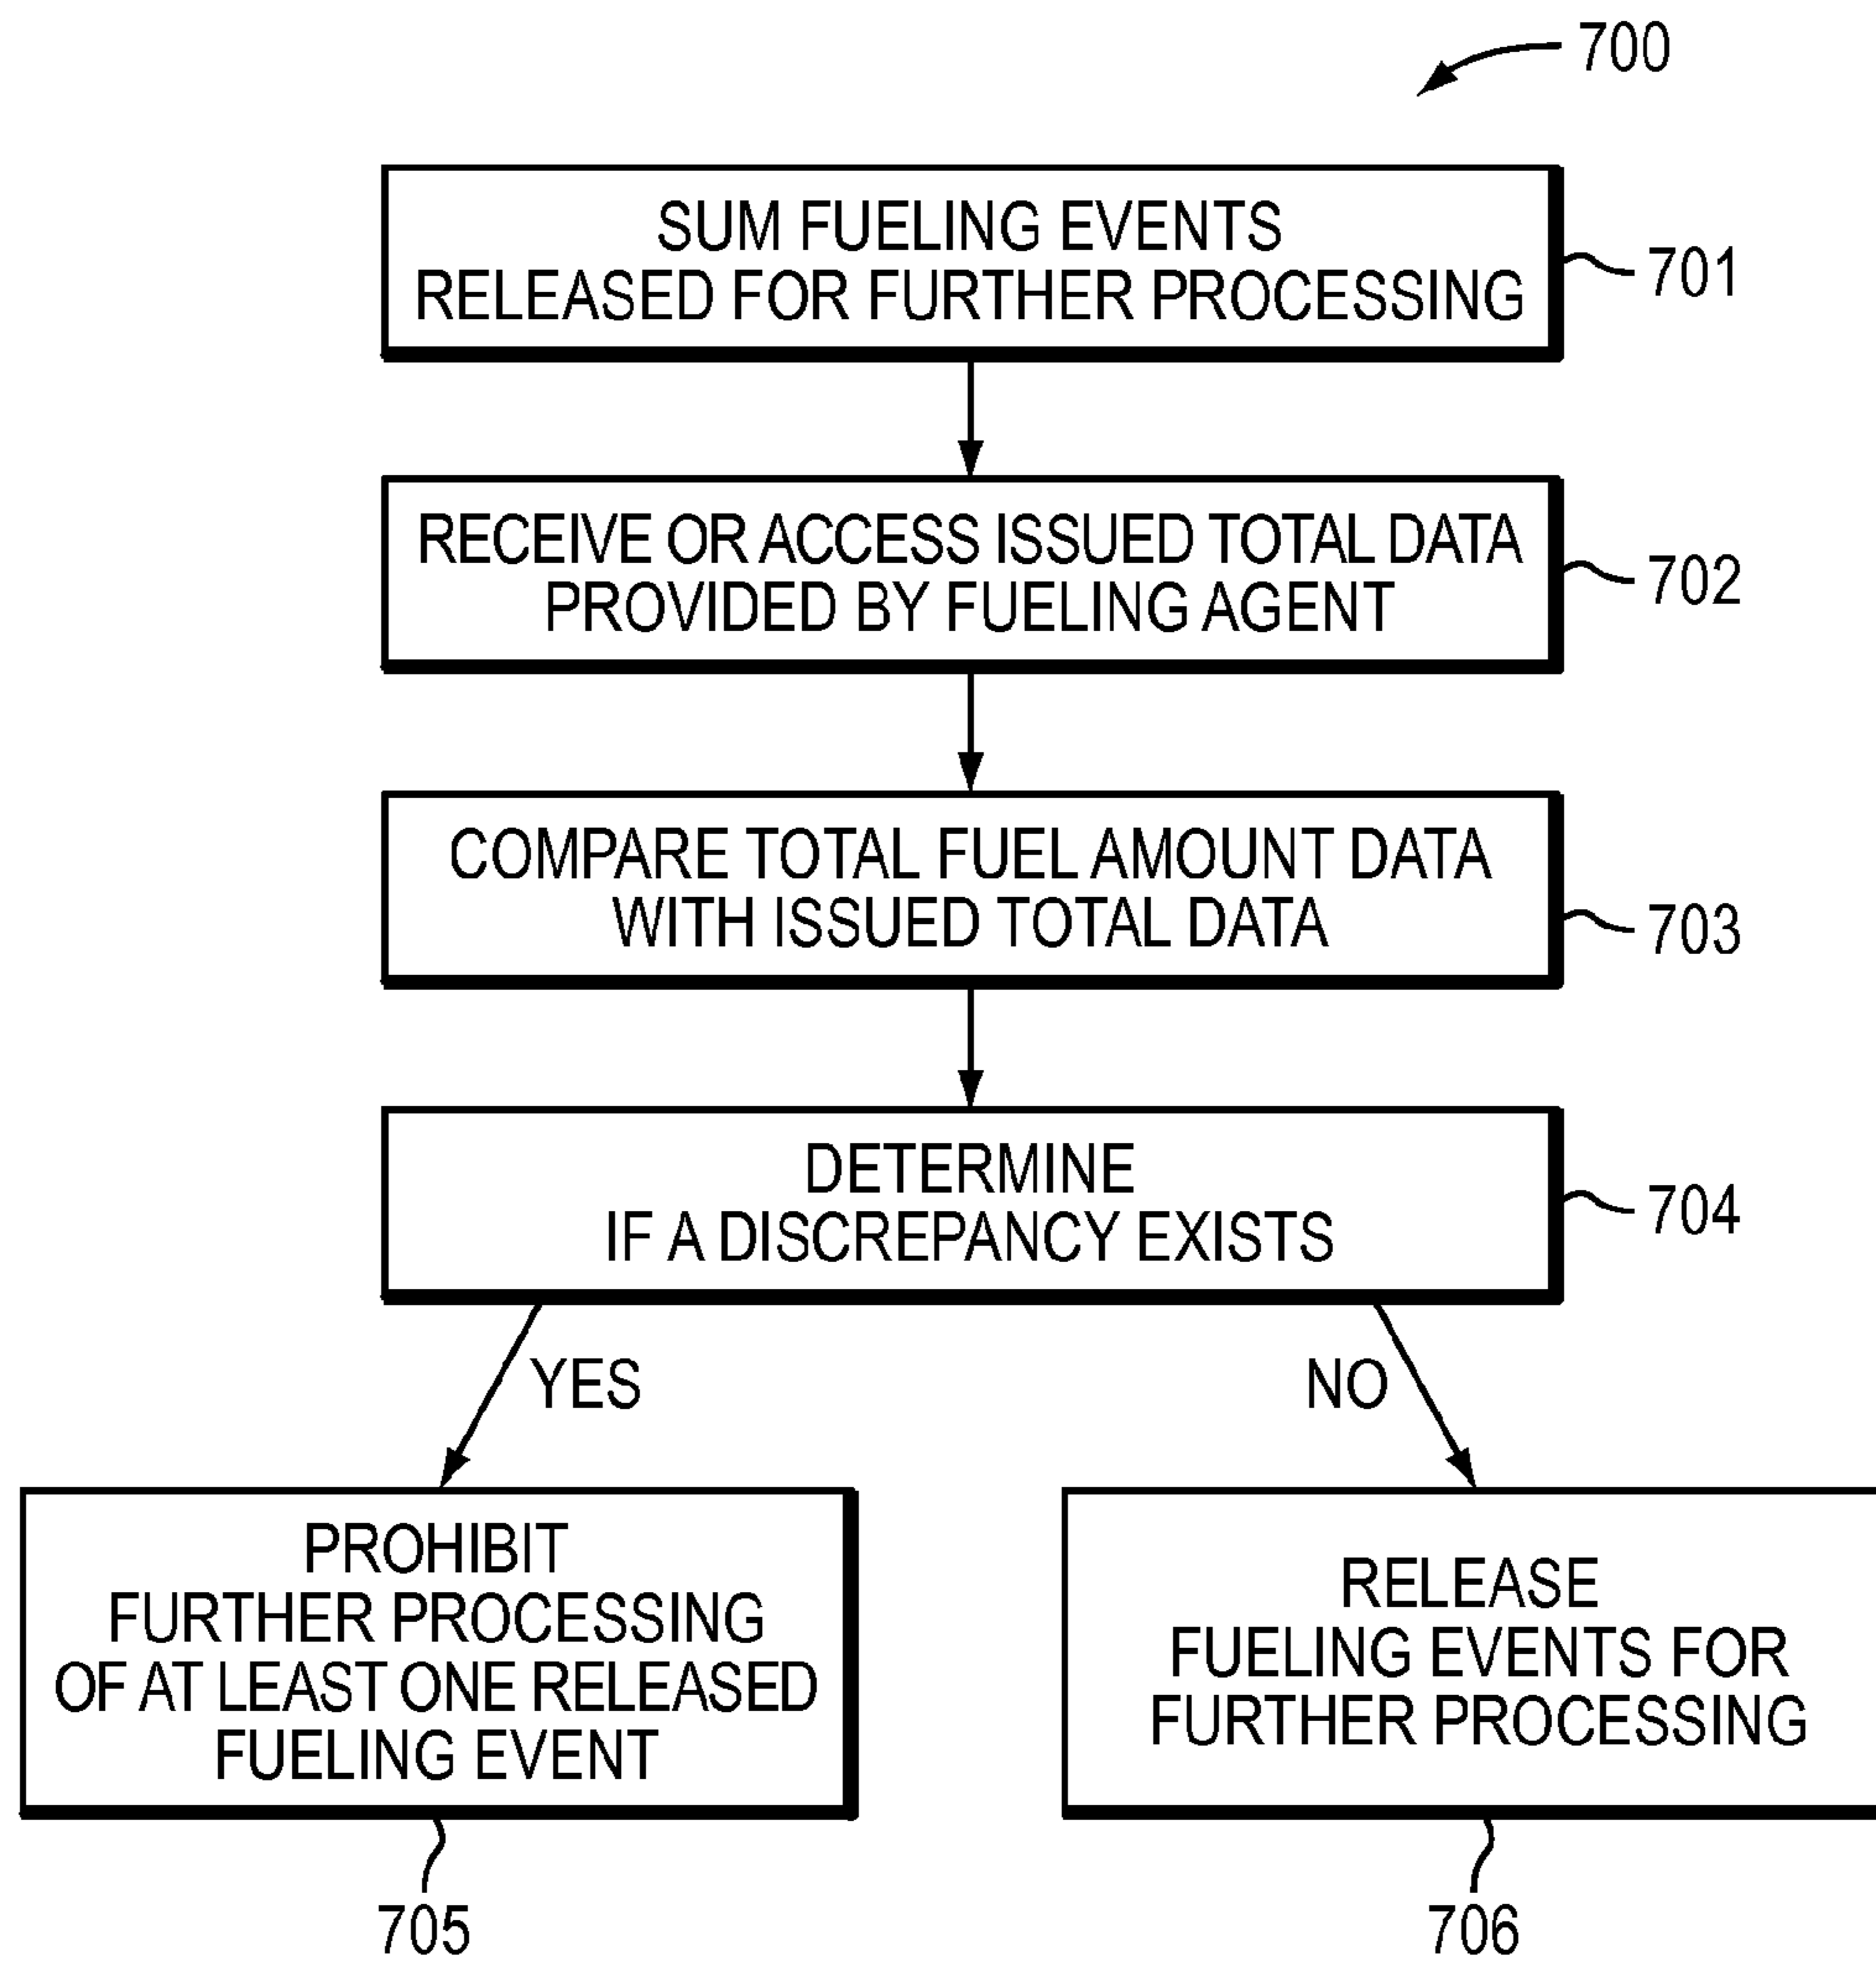 700
SUM FUELING EVENTS
RELEASED FOR FURTHER PROCESSING
701
RECEIVE OR ACCESS ISSUED TOTAL DATA
PROVIDED BY FUELING AGENT
702
COMPARE TOTAL FUEL AMOUNT DATA
WITH ISSUED TOTAL DATA
703
DETERMINE
IF A DISCREPANCY EXISTS
704
YES
NO
PROHIBIT
FURTHER PROCESSING
OF AT LEAST ONE RELEASED
FUELING EVENT
705
RELEASE
FUELING EVENTS FOR
FURTHER PROCESSING
706